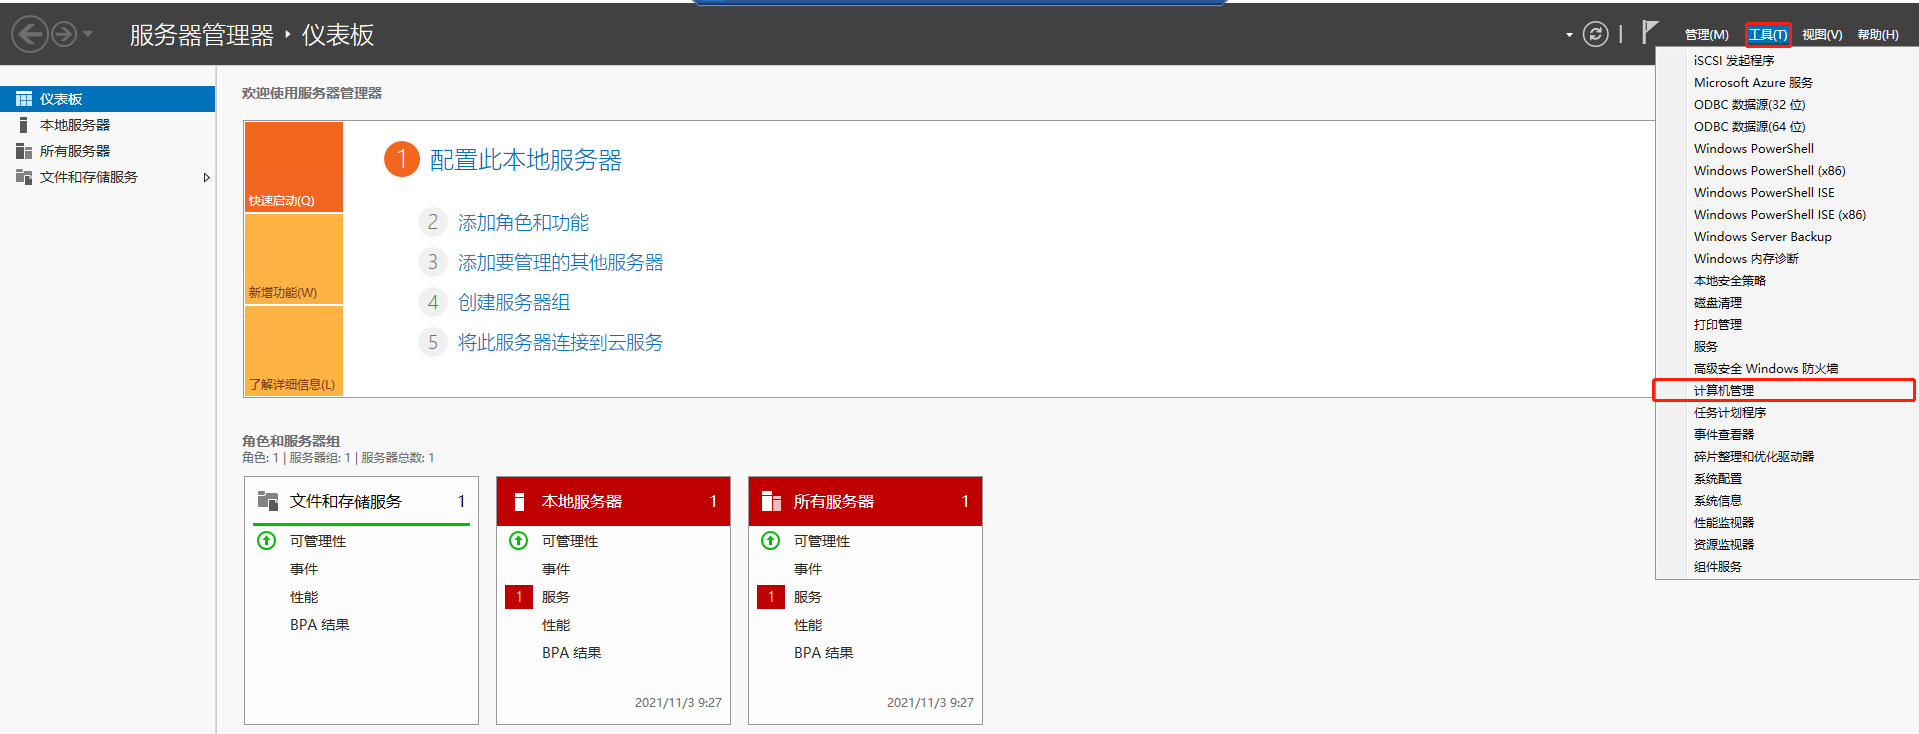 服务器管理器 ‣ 仪表板
管理(M) 工具(T) 视图(V) 帮助(H)
仪表板
本地服务器
所有服务器
文件和存储服务
欢迎使用服务器管理器
快速启动(Q)
新增功能(W)
了解详细信息(L)
1 配置此本地服务器
2 添加角色和功能
3 添加要管理的其他服务器
4 创建服务器组
5 将此服务器连接到云服务
角色和服务器组
角色: 1 | 服务器组: 1 | 服务器总数: 1
文件和存储服务 1
可管理性
事件
性能
BPA 结果
本地服务器 1
可管理性
事件
1 服务
性能
BPA 结果
2021/11/3 9:27
所有服务器 1
可管理性
事件
1 服务
性能
BPA 结果
2021/11/3 9:27
iSCSI 发起程序
Microsoft Azure 服务
ODBC 数据源(32 位)
ODBC 数据源(64 位)
Windows PowerShell
Windows PowerShell (x86)
Windows PowerShell ISE
Windows PowerShell ISE (x86)
Windows Server Backup
Windows 内存诊断
本地安全策略
磁盘清理
打印管理
服务
高级安全 Windows 防火墙
计算机管理
任务计划程序
事件查看器
碎片整理和优化驱动器
系统配置
系统信息
性能监视器
资源监视器
组件服务